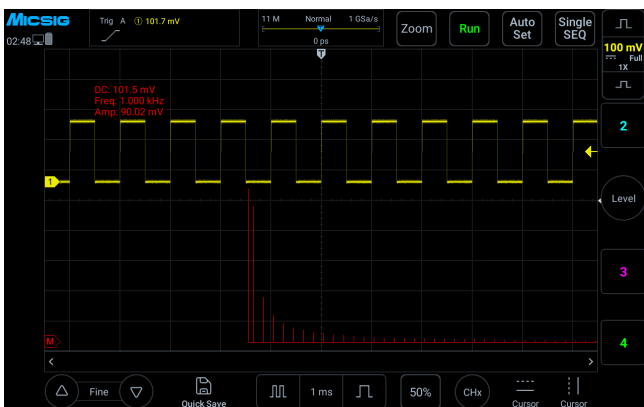 Micsig
02:48
Trig A ① 101.7 mV
11 M Normal 1 GSa/s
0 ps
T
Zoom
Run
Auto
Set
Single
SEQ
100 mV
Full
1X
DC: 101.5 mV
Freq: 1.000 kHz
Amp: 90.02 mV
1
2
Level
3
M
4
< >
Fine
Quick Save
1 ms
50%
CHx
Cursor
Cursor